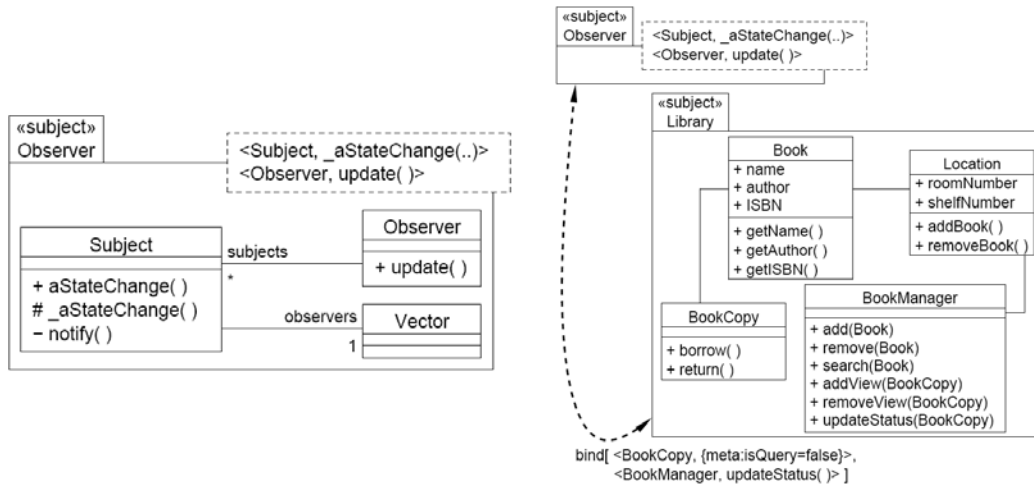 «subject»
Observer
<Subject, _aStateChange(..)>
<Observer, update( )>
Subject
+ aStateChange( )
# _aStateChange( )
– notify( )
subjects
*
Observer
+ update( )
observers
1
Vector
«subject»
Observer
<Subject, _aStateChange(..)>
<Observer, update( )>
«subject»
Library
Book
+ name
+ author
+ ISBN
+ getName( )
+ getAuthor( )
+ getISBN( )
Location
+ roomNumber
+ shelfNumber
+ addBook( )
+ removeBook( )
BookCopy
+ borrow( )
+ return( )
BookManager
+ add(Book)
+ remove(Book)
+ search(Book)
+ addView(BookCopy)
+ removeView(BookCopy)
+ updateStatus(BookCopy)
bind[ <BookCopy, {meta:isQuery=false}>,
<BookManager, updateStatus( )> ]